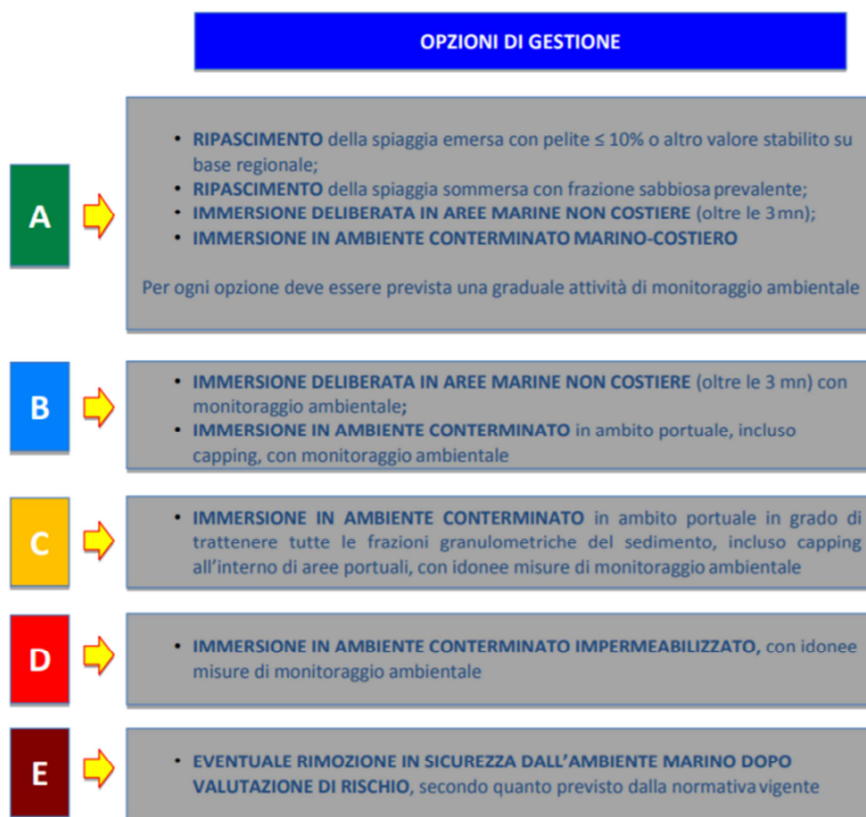 OPZIONI DI GESTIONE
A
• RIPASCIMENTO della spiaggia emersa con pelite ≤ 10% o altro valore stabilito su
base regionale;
• RIPASCIMENTO della spiaggia sommersa con frazione sabbiosa prevalente;
• IMMERSIONE DELIBERATA IN AREE MARINE NON COSTIERE (oltre le 3 mn);
• IMMERSIONE IN AMBIENTE CONTERMINATO MARINO-COSTIERO
Per ogni opzione deve essere prevista una graduale attività di monitoraggio ambientale
B
• IMMERSIONE DELIBERATA IN AREE MARINE NON COSTIERE (oltre le 3 mn) con
monitoraggio ambientale;
• IMMERSIONE IN AMBIENTE CONTERMINATO in ambito portuale, incluso
capping, con monitoraggio ambientale
C
• IMMERSIONE IN AMBIENTE CONTERMINATO in ambito portuale in grado di
trattenere tutte le frazioni granulometriche del sedimento, incluso capping
all'interno di aree portuali, con idonee misure di monitoraggio ambientale
D
• IMMERSIONE IN AMBIENTE CONTERMINATO IMPERMEABILIZZATO, con idonee
misure di monitoraggio ambientale
E
• EVENTUALE RIMOZIONE IN SICUREZZA DALL'AMBIENTE MARINO DOPO
VALUTAZIONE DI RISCHIO, secondo quanto previsto dalla normativa vigente